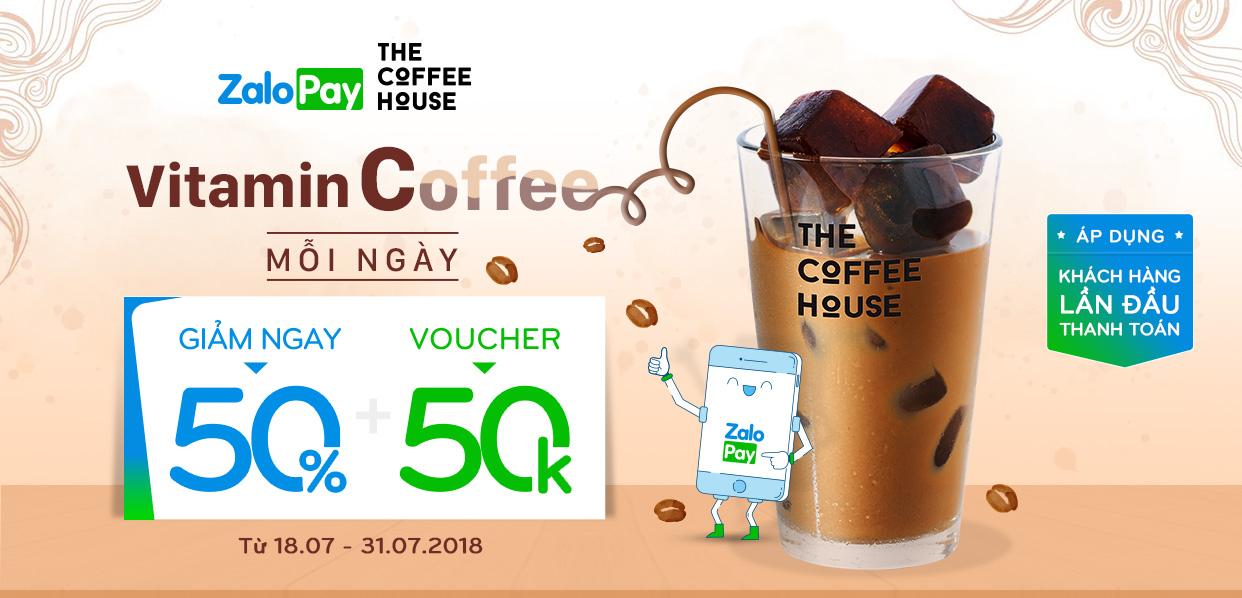 ZaloPay
THE
COFFEE
HOUSE
Vitamin Coffee
MỖI NGÀY
GIẢM NGAY
50%
+
VOUCHER
50k
Từ 18.07 - 31.07.2018
THE
COFFEE
HOUSE
Zalo
Pay
ÁP DỤNG
KHÁCH HÀNG
LẦN ĐẦU
THANH TOÁN